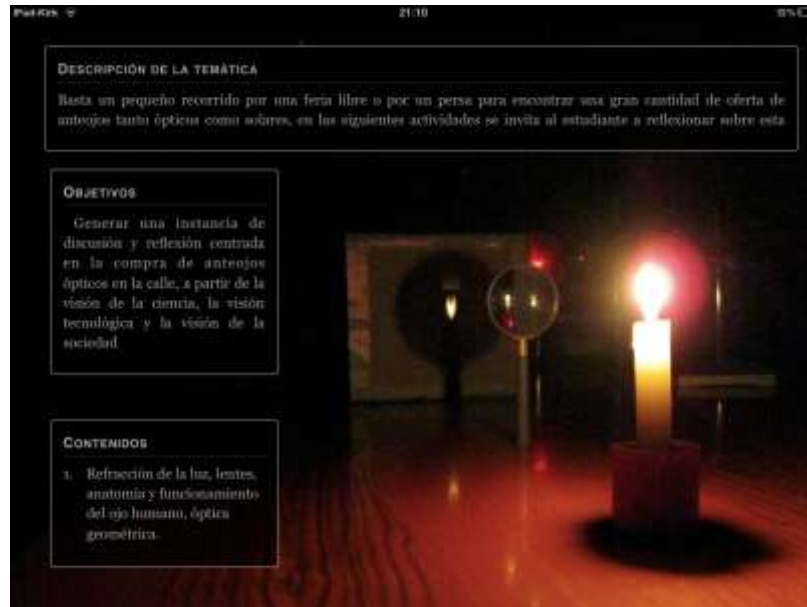 iPad-Kirk 21:10
DESCRIPCIÓN DE LA TEMÁTICA
Basta un pequeño recorrido por una feria libre o por un persa para encontrar una gran cantidad de oferta de
anteojos tanto ópticos como solares, en las siguientes actividades se invita al estudiante a reflexionar sobre esta
OBJETIVOS
Generar una instancia de
discusión y reflexión centrada
en la compra de anteojos
ópticos en la calle, a partir de la
visión de la ciencia, la visión
tecnológica y la visión de la
sociedad
CONTENIDOS
1. Refracción de la luz, lentes,
anatomía y funcionamiento
del ojo humano, óptica
geométrica.